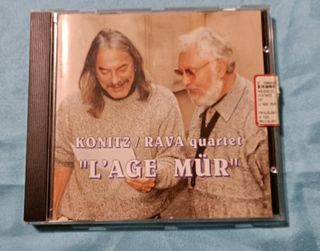 KONITZ / RAVA quartet
"L'AGE MÜR"